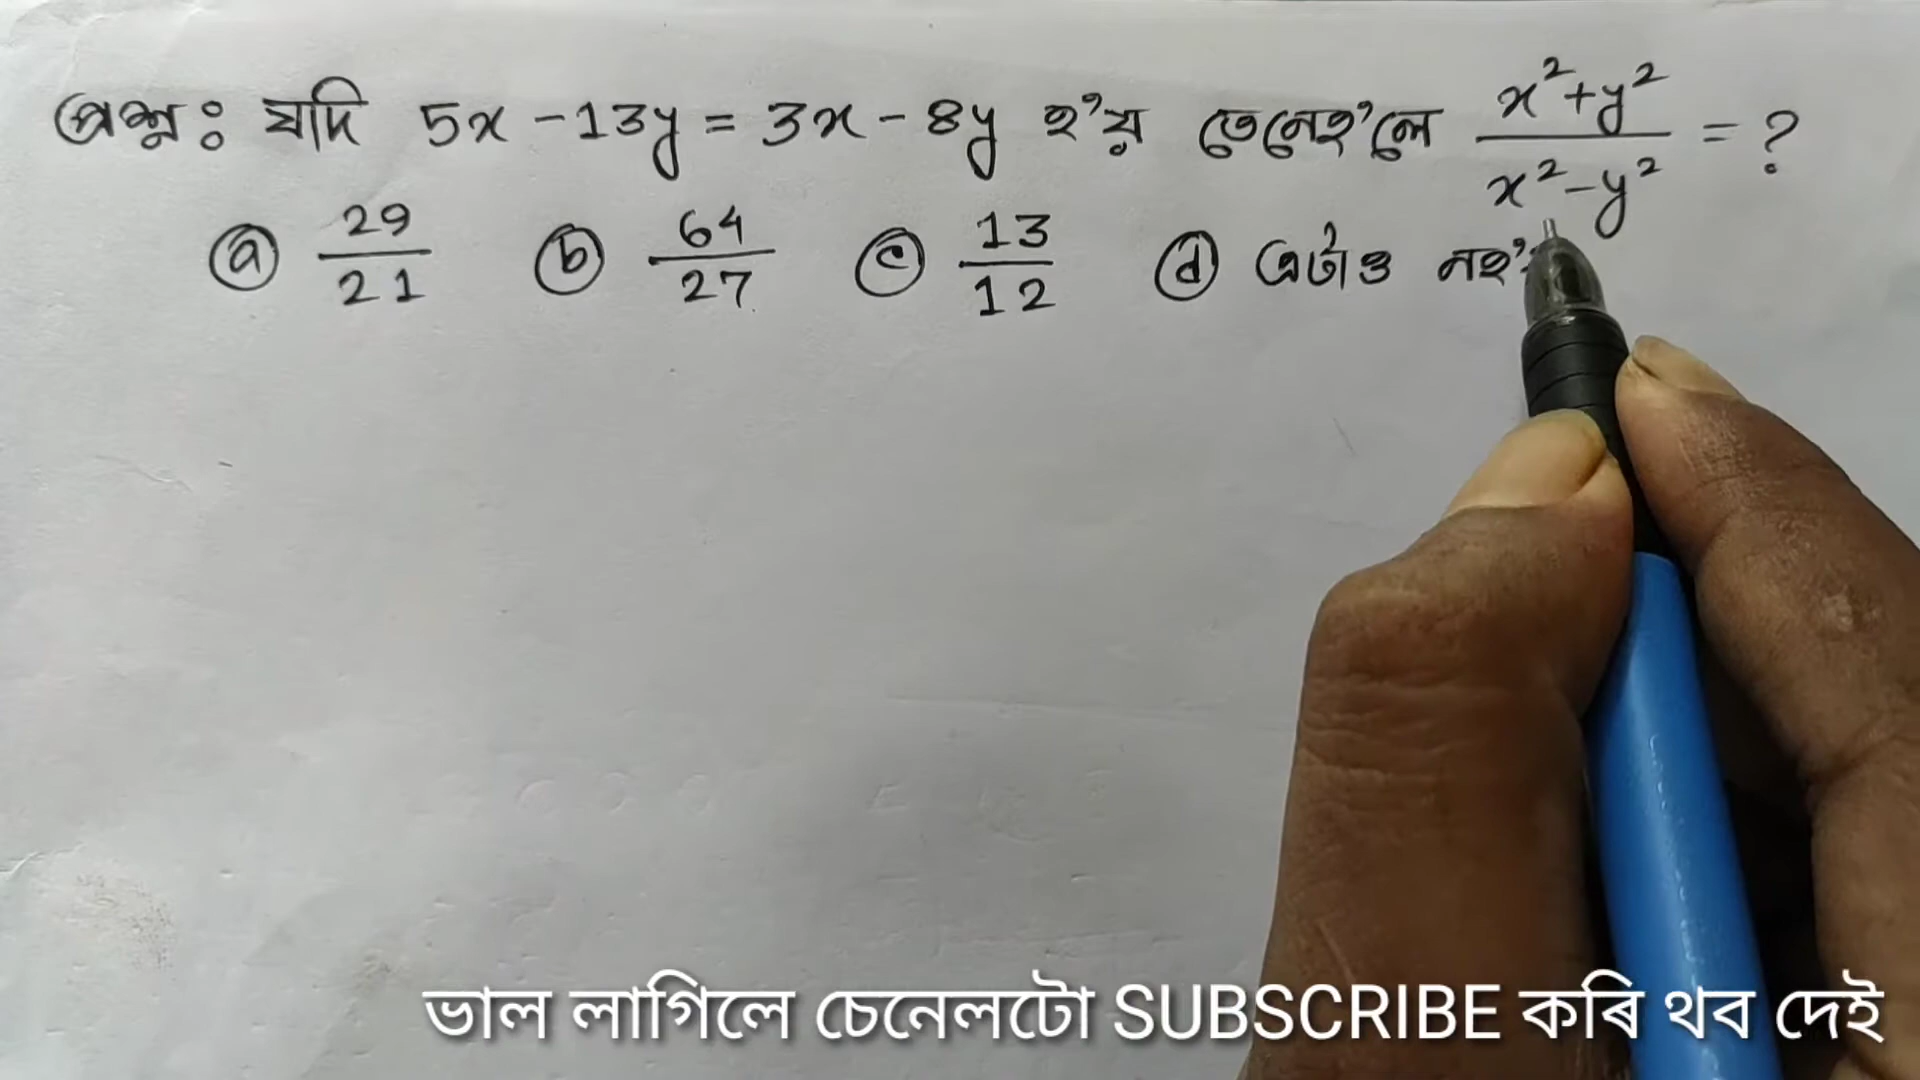 প্ৰশ্নঃ যদি 5x - 13y = 3x - 8y হ'য় তেনেহ'লে (x²+y²)/(x²-y²) = ?
ⓐ 29/21 ⓑ 64/27 ⓒ 13/12 ⓓ এটাও নহ'
ভাল লাগিলে চেনেলটো SUBSCRIBE কৰি থব দেই